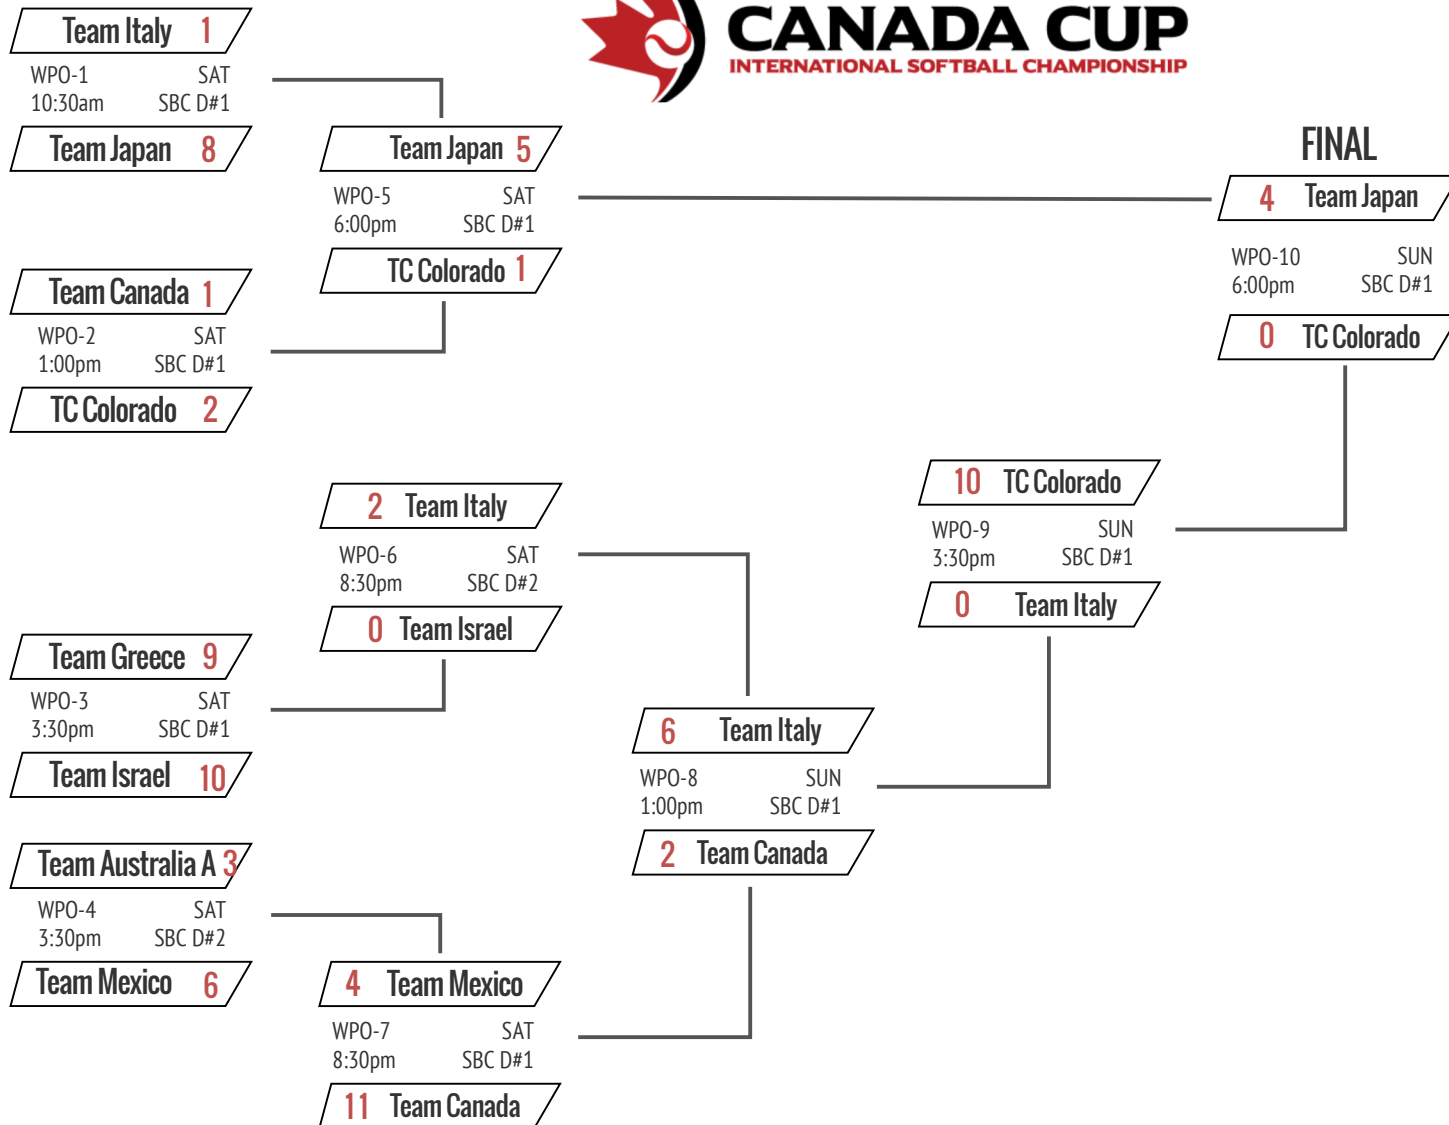 CANADA CUP
INTERNATIONAL SOFTBALL CHAMPIONSHIP
Team Italy 1
WPO-1 SAT
10:30am SBC D#1
Team Japan 8
Team Canada 1
WPO-2 SAT
1:00pm SBC D#1
TC Colorado 2
Team Greece 9
WPO-3 SAT
3:30pm SBC D#1
Team Israel 10
Team Australia A 3
WPO-4 SAT
3:30pm SBC D#2
Team Mexico 6
Team Japan 5
WPO-5 SAT
6:00pm SBC D#1
TC Colorado 1
2 Team Italy
WPO-6 SAT
8:30pm SBC D#2
0 Team Israel
4 Team Mexico
WPO-7 SAT
8:30pm SBC D#1
11 Team Canada
6 Team Italy
WPO-8 SUN
1:00pm SBC D#1
2 Team Canada
10 TC Colorado
WPO-9 SUN
3:30pm SBC D#1
0 Team Italy
FINAL
4 Team Japan
WPO-10 SUN
6:00pm SBC D#1
0 TC Colorado